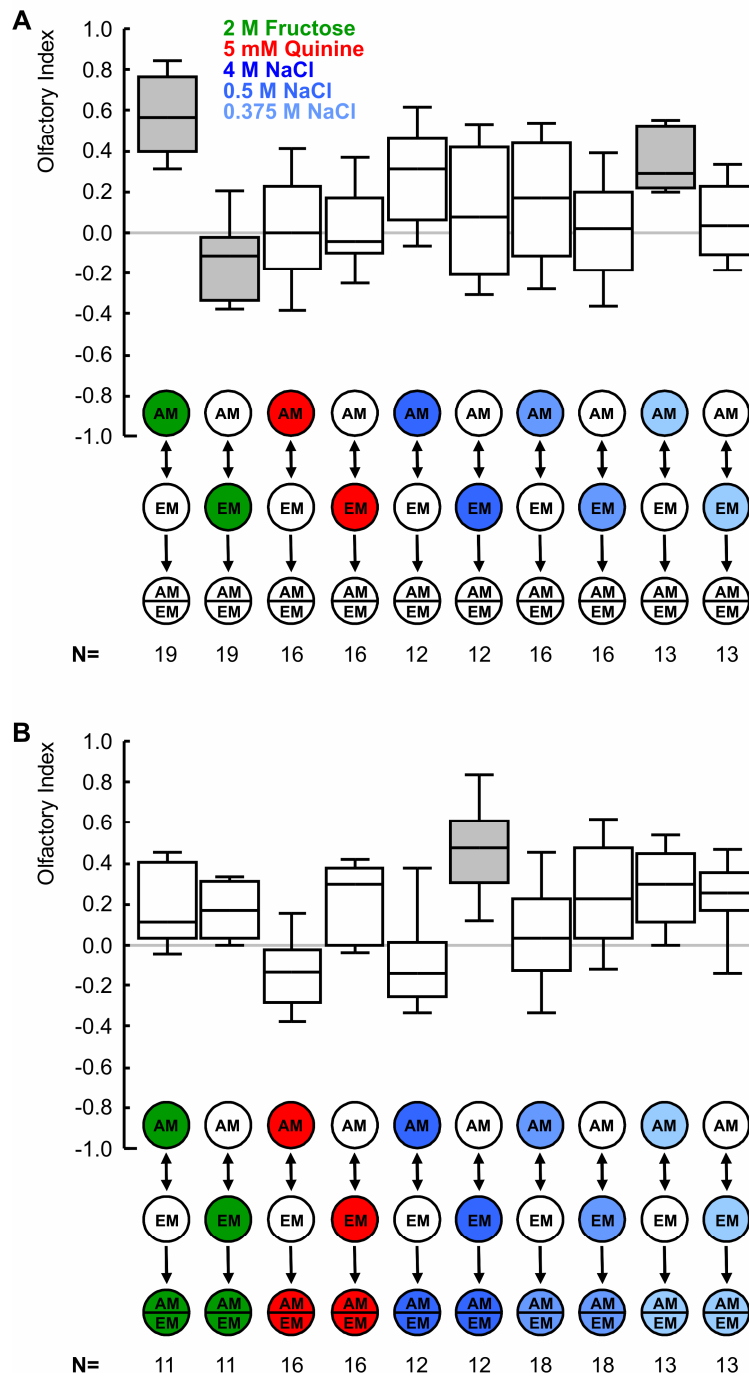 A
2 M Fructose
5 mM Quinine
4 M NaCl
0.5 M NaCl
0.375 M NaCl
Olfactory Index
1.0
0.8
0.6
0.4
0.2
0.0
-0.2
-0.4
-0.6
-0.8
-1.0
AM AM AM AM AM AM AM AM AM AM
EM EM EM EM EM EM EM EM EM EM
AM AM AM AM AM AM AM AM AM AM
EM EM EM EM EM EM EM EM EM EM
N= 19 19 16 16 12 12 16 16 13 13
B
Olfactory Index
1.0
0.8
0.6
0.4
0.2
0.0
-0.2
-0.4
-0.6
-0.8
-1.0
AM AM AM AM AM AM AM AM AM AM
EM EM EM EM EM EM EM EM EM EM
AM AM AM AM AM AM AM AM AM AM
EM EM EM EM EM EM EM EM EM EM
N= 11 11 16 16 12 12 18 18 13 13